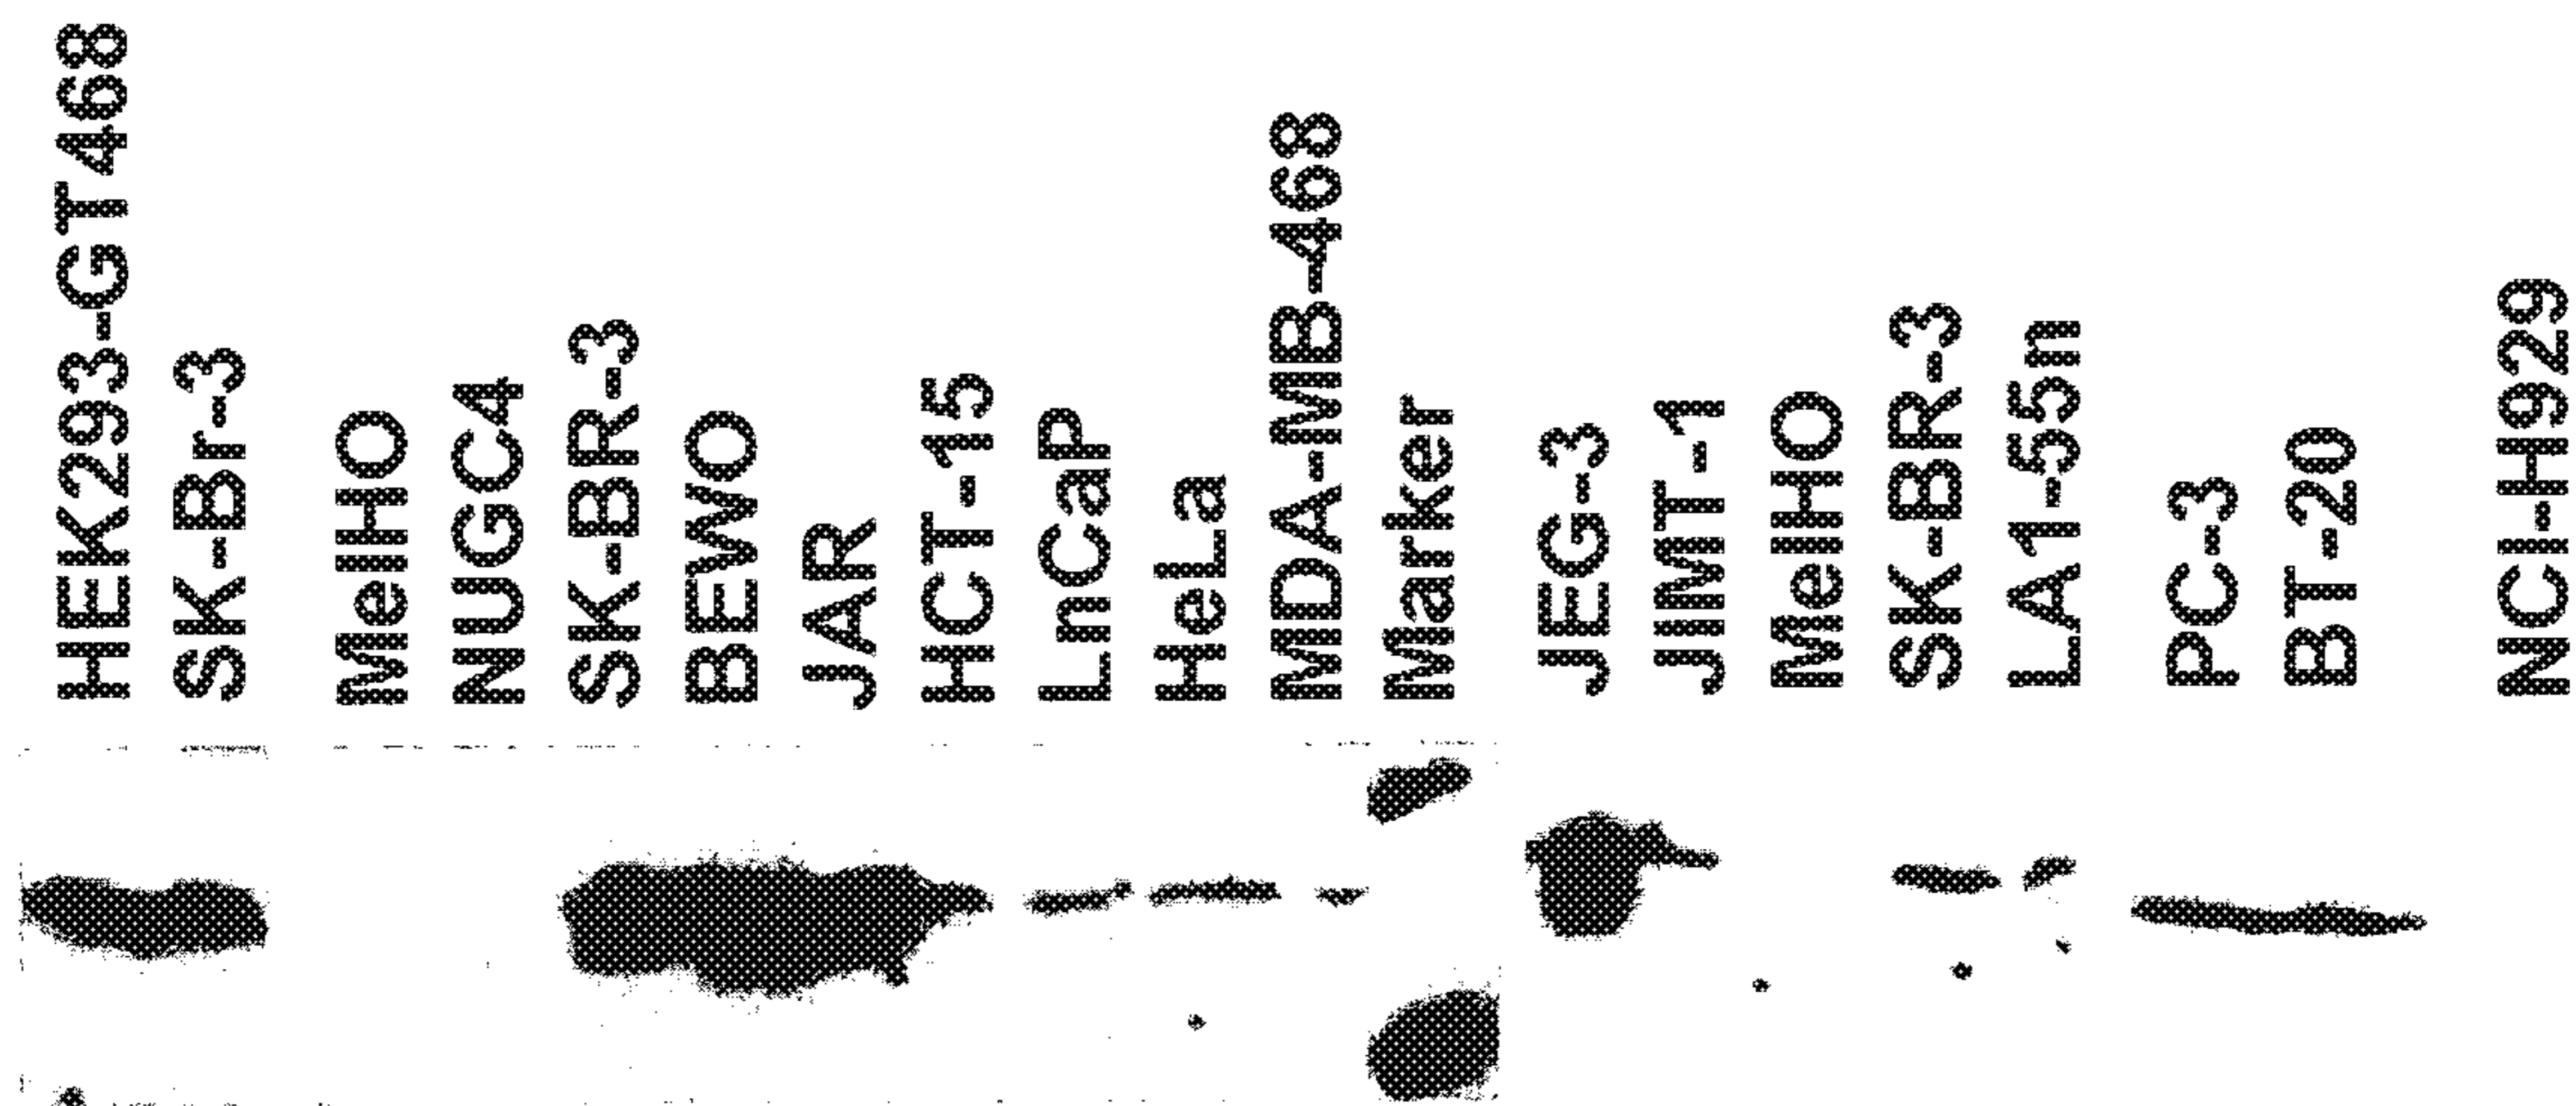 HEK293-GT468
SK-Br-3
MelHO
NUGC4
SK-BR-3
BEWO
JAR
HCT-15
LnCaP
HeLa
MDA-MB-468
Marker
JEG-3
JIMT-1
MelHO
SK-BR-3
LA1-55n
PC-3
BT-20
NCI-H929